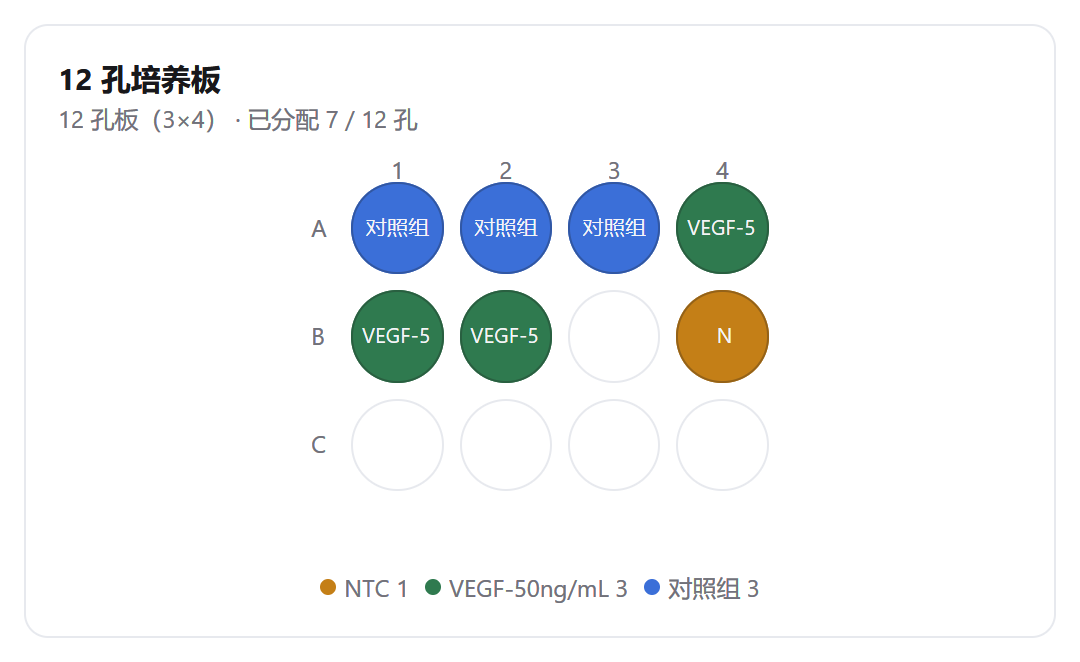 12 孔培养板
12 孔板（3×4） · 已分配 7 / 12 孔
1 2 3 4
A 对照组 对照组 对照组 VEGF-5
B VEGF-5 VEGF-5 N
C
NTC 1 VEGF-50ng/mL 3 对照组 3